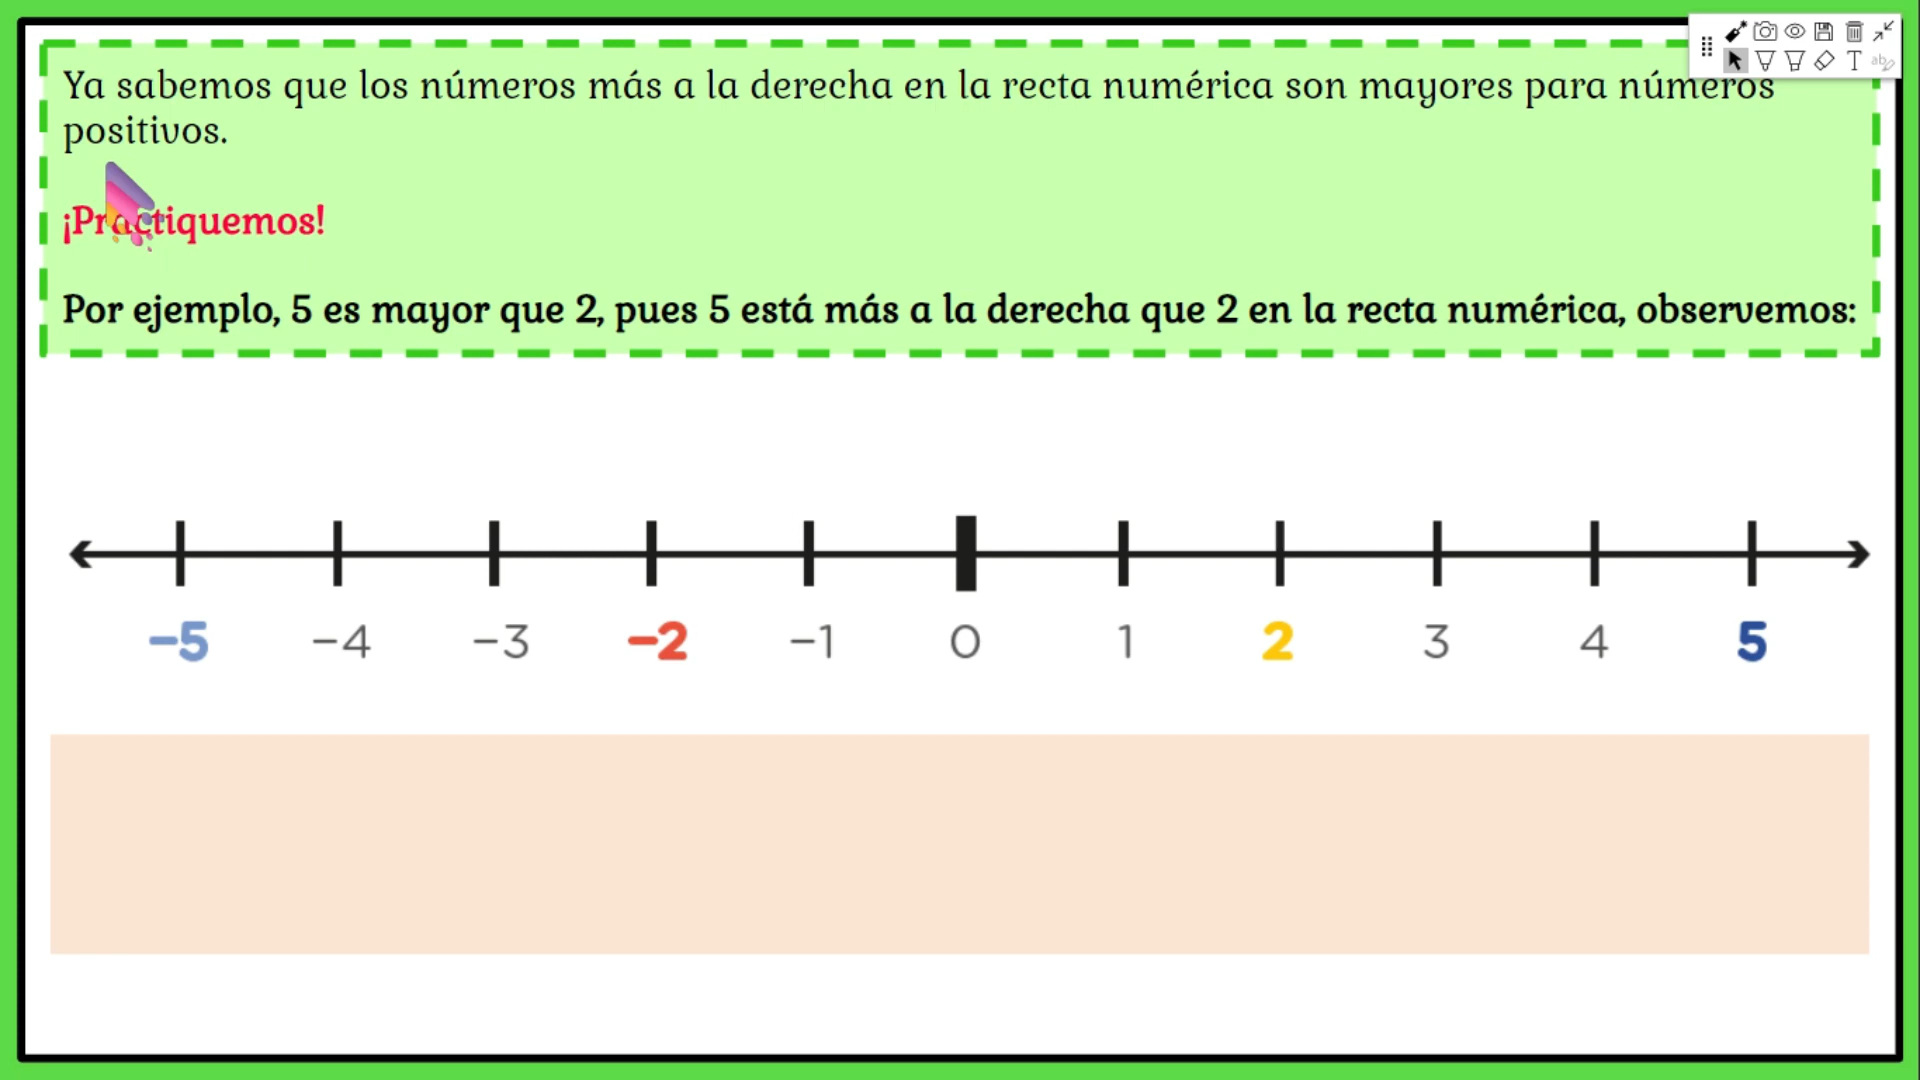 Ya sabemos que los números más a la derecha en la recta numérica son mayores para números
positivos.
¡Practiquemos!
Por ejemplo, 5 es mayor que 2, pues 5 está más a la derecha que 2 en la recta numérica, observemos:
−5 −4 −3 −2 −1 0 1 2 3 4 5